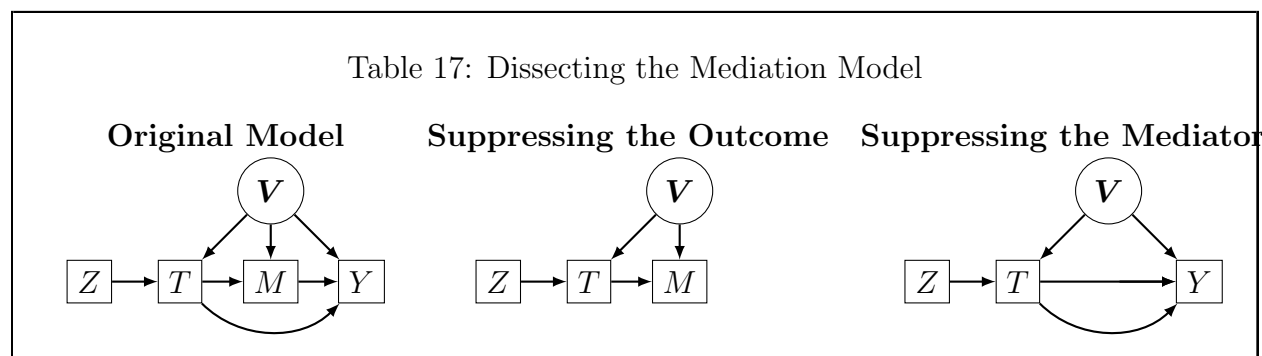 Table 17: Dissecting the Mediation Model
Original Model
V
Z T M Y
Suppressing the Outcome
V
Z T M
Suppressing the Mediator
V
Z T Y